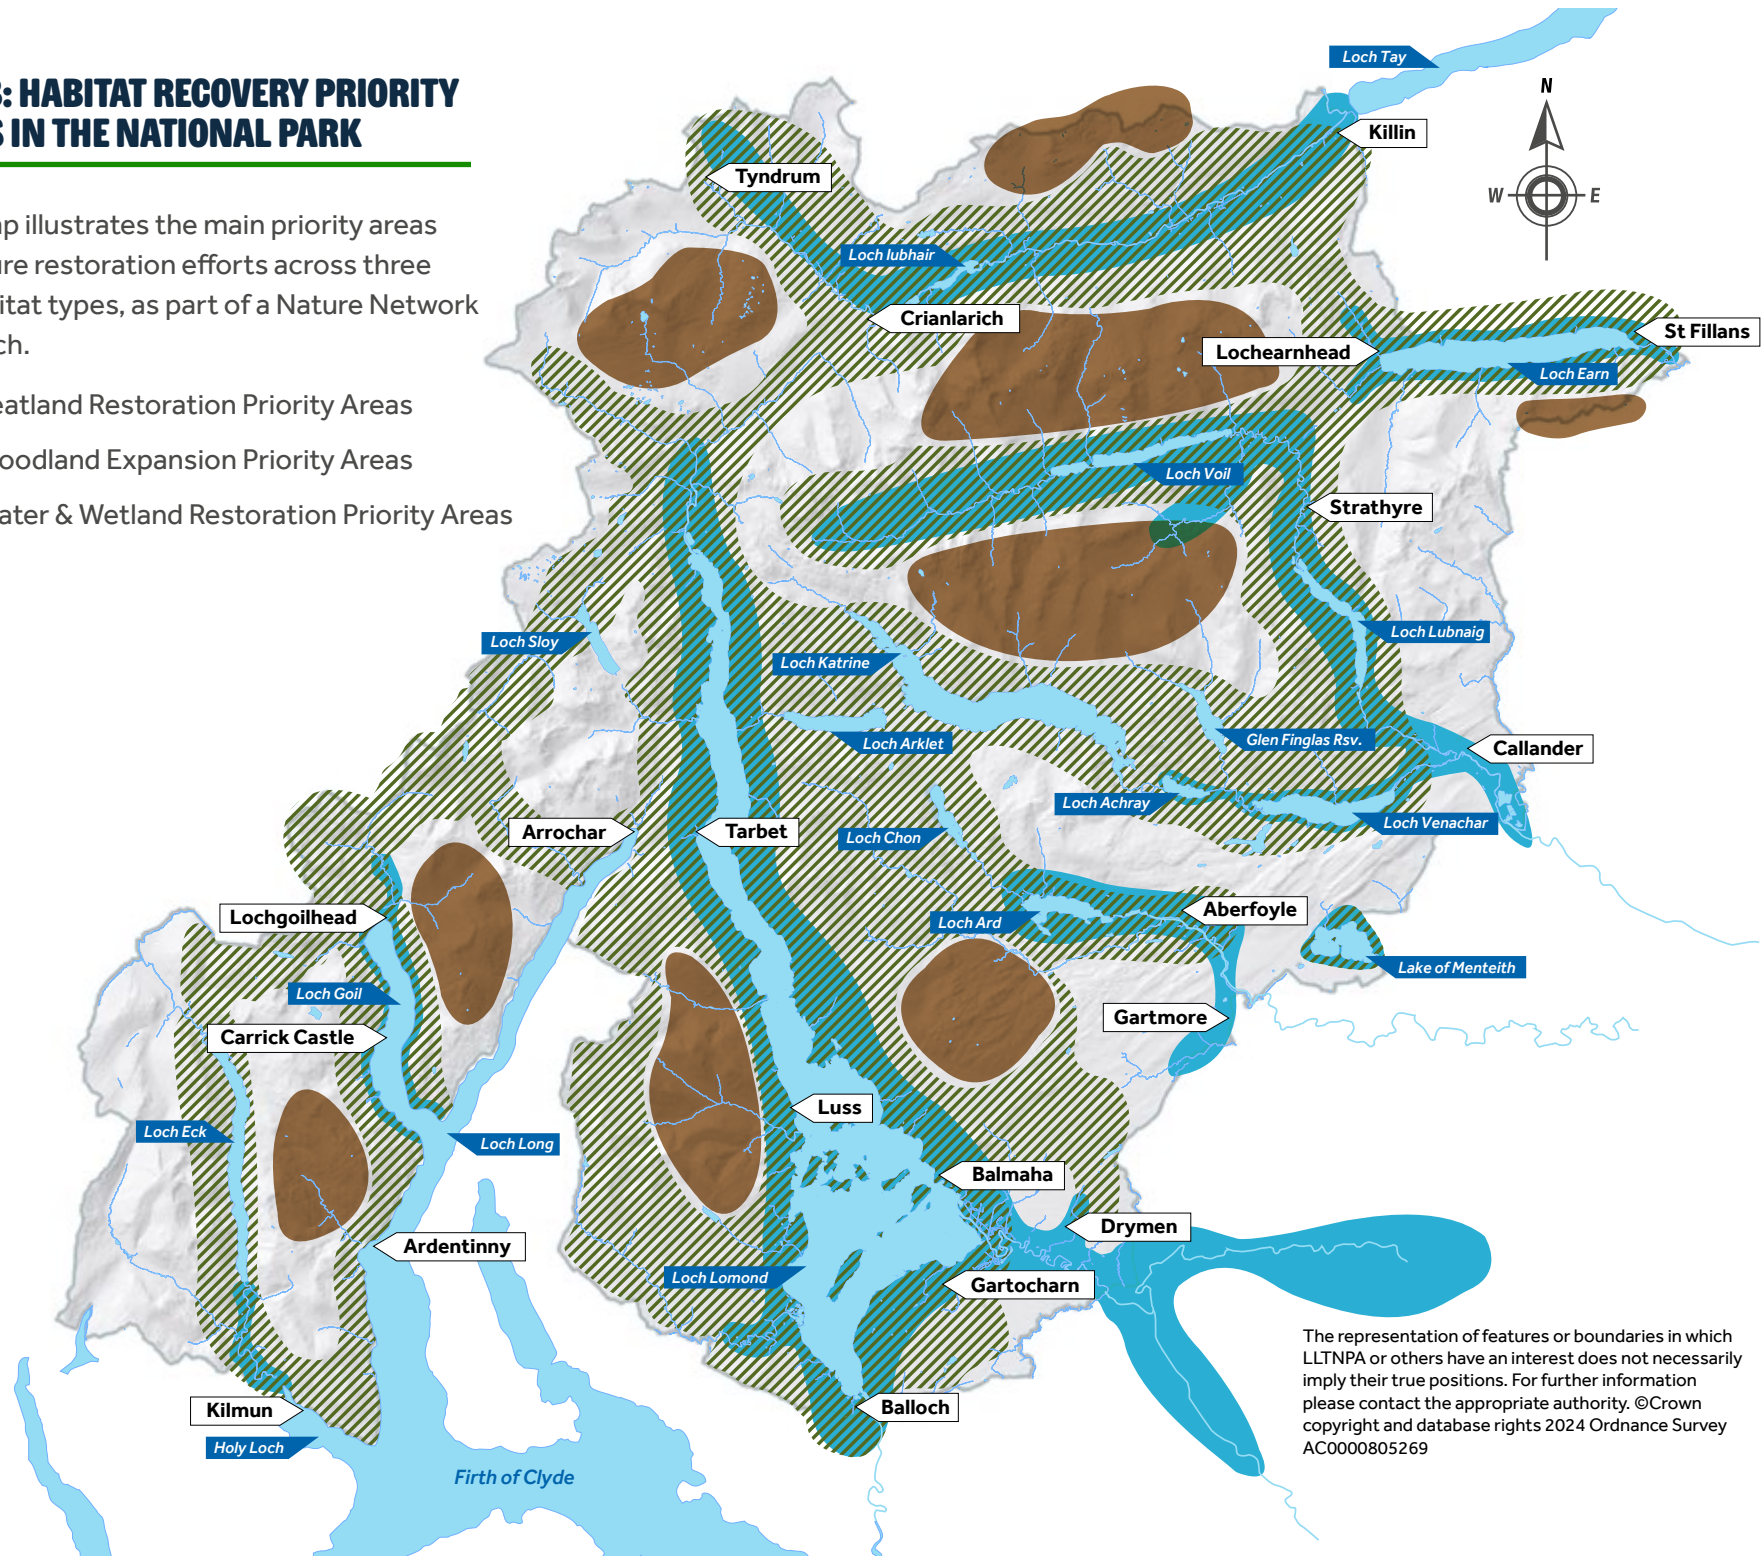 : HABITAT RECOVERY PRIORITY
IN THE NATIONAL PARK
illustrates the main priority areas
restoration efforts across three
types, as part of a Nature Network
Restoration Priority Areas
Expansion Priority Areas
& Wetland Restoration Priority Areas
Loch Tay
N
W
E
Killin
Tyndrum
Loch Iubhair
Crianlarich
Lochearnhead
St Fillans
Loch Earn
Loch Voil
Strathyre
Loch Sloy
Loch Lubnaig
Loch Katrine
Loch Arklet
Glen Finglas Rsv.
Callander
Loch Achray
Loch Venachar
Arrochar
Tarbet
Loch Chon
Lochgoilhead
Loch Ard
Aberfoyle
Lake of Menteith
Loch Goil
Gartmore
Carrick Castle
Luss
Loch Eck
Loch Long
Balmaha
Drymen
Ardentinny
Loch Lomond
Gartocharn
Kilmun
Balloch
Holy Loch
Firth of Clyde
The representation of features or boundaries in which
LLTNPA or others have an interest does not necessarily
imply their true positions. For further information
please contact the appropriate authority. ©Crown
copyright and database rights 2024 Ordnance Survey
AC0000805269